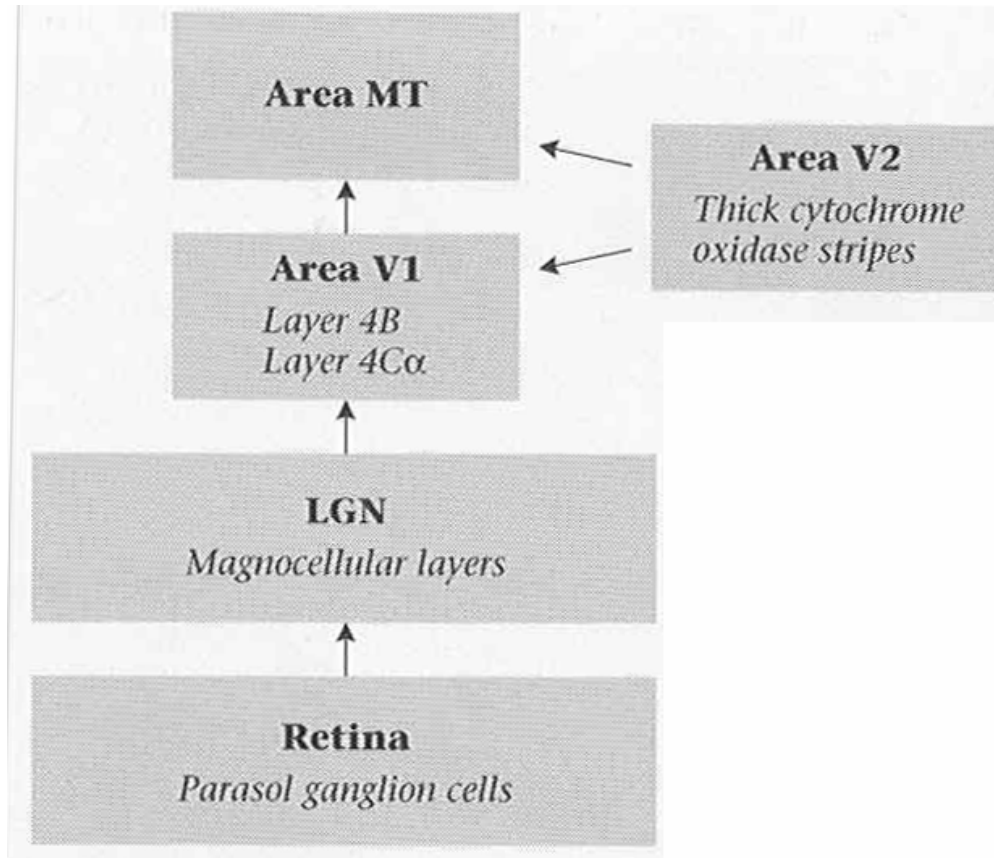 Area MT
Area V2
Thick cytochrome
oxidase stripes
Area V1
Layer 4B
Layer 4Cα
LGN
Magnocellular layers
Retina
Parasol ganglion cells